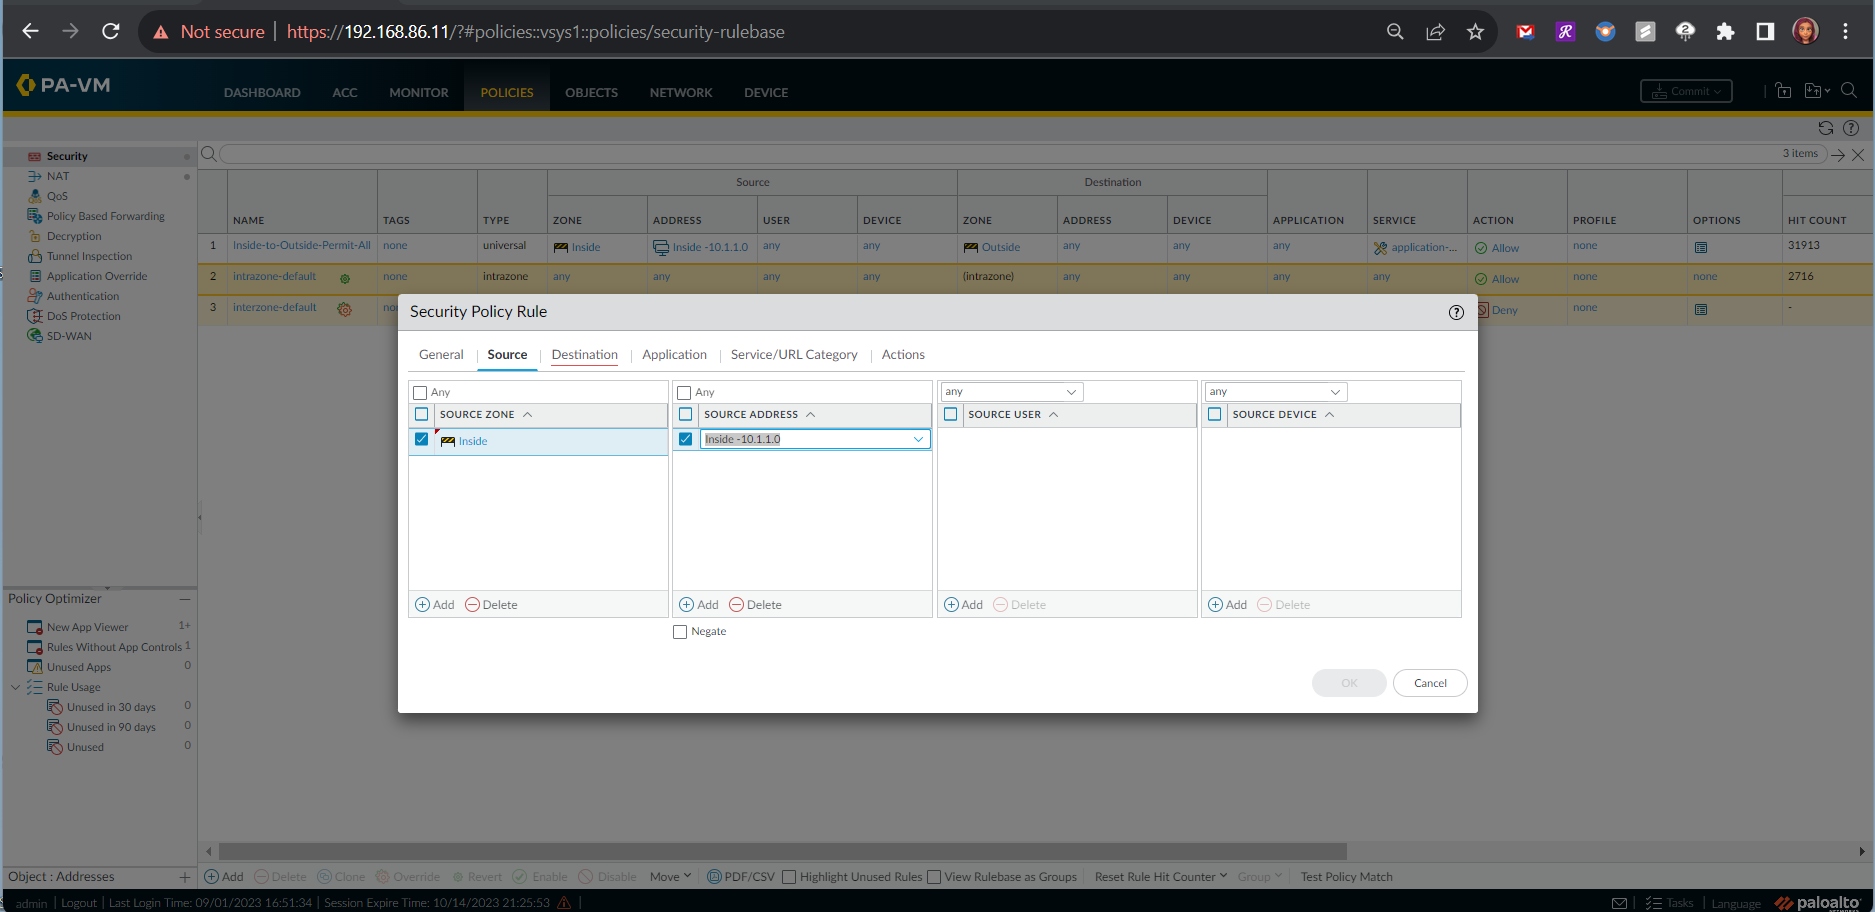 Not secure https://192.168.86.11/?#policies::vsys1::policies/security-rulebase
PA-VM
DASHBOARD ACC MONITOR POLICIES OBJECTS NETWORK DEVICE
Commit
Security
NAT
QoS
Policy Based Forwarding
Decryption
Tunnel Inspection
Application Override
Authentication
DoS Protection
SD-WAN
3 items
Source Destination
NAME TAGS TYPE ZONE ADDRESS USER DEVICE ZONE ADDRESS DEVICE APPLICATION SERVICE ACTION PROFILE OPTIONS HIT COUNT
1 Inside-to-Outside-Permit-All none universal Inside Inside -10.1.1.0 any any Outside any any any application-... Allow none 31913
2 intrazone-default none intrazone any any any any (intrazone) any any any any Allow none none 2716
3 interzone-default Deny none -
Security Policy Rule
General Source Destination Application Service/URL Category Actions
Any Any any any
SOURCE ZONE SOURCE ADDRESS SOURCE USER SOURCE DEVICE
Inside Inside -10.1.1.0
Add Delete Add Delete Add Delete Add Delete
Negate
OK Cancel
Policy Optimizer
New App Viewer 1+
Rules Without App Controls 1
Unused Apps 0
Rule Usage
Unused in 30 days 0
Unused in 90 days 0
Unused 0
Object : Addresses
Add Delete Clone Override Revert Enable Disable Move PDF/CSV Highlight Unused Rules View Rulebase as Groups Reset Rule Hit Counter Group Test Policy Match
admin | Logout | Last Login Time: 09/01/2023 16:51:34 | Session Expire Time: 10/14/2023 21:25:53 | Tasks | Language paloalto